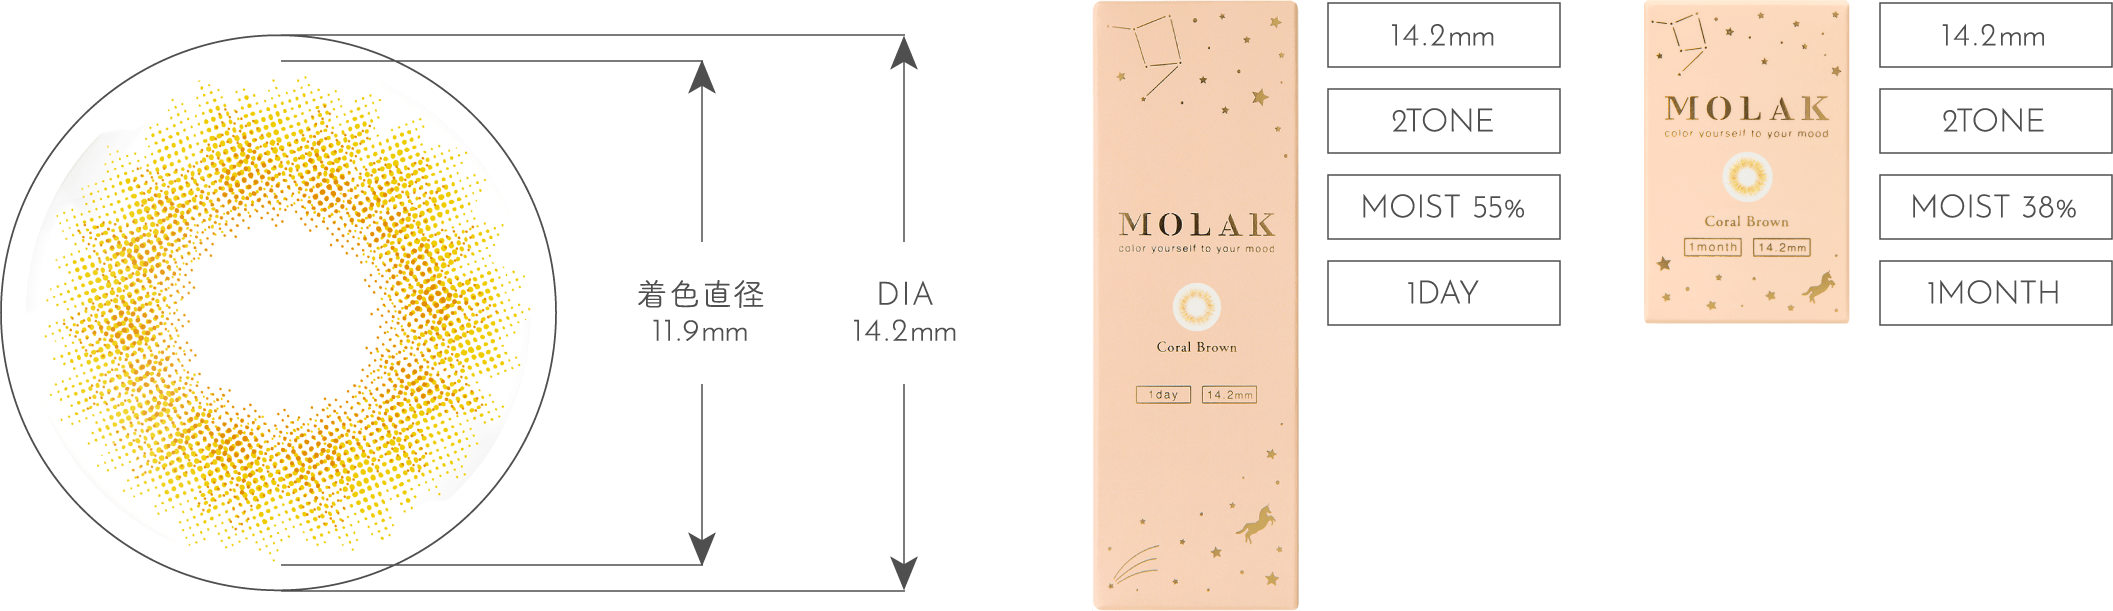 着色直径
11.9mm
DIA
14.2mm
MOLAK
color yourself to your mood
Coral Brown
1day
14.2mm
14.2mm
2TONE
MOIST 55%
1DAY
MOLAK
color yourself to your mood
Coral Brown
1month
14.2mm
14.2mm
2TONE
MOIST 38%
1MONTH